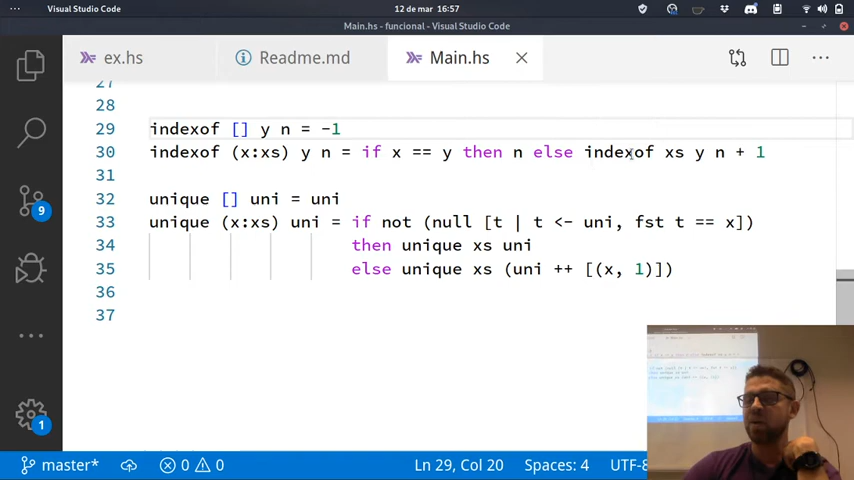 Visual Studio Code
12 de mar 16:57
Main.hs - funcional - Visual Studio Code
ex.hs
Readme.md
Main.hs
27
28
29 indexof [] y n = -1
30 indexof (x:xs) y n = if x == y then n else indexof xs y n + 1
31
32 unique [] uni = uni
33 unique (x:xs) uni = if not (null [t | t <- uni, fst t == x])
34 then unique xs uni
35 else unique xs (uni ++ [(x, 1)])
36
37
9
1
master*
0 0
Ln 29, Col 20
Spaces: 4
UTF-